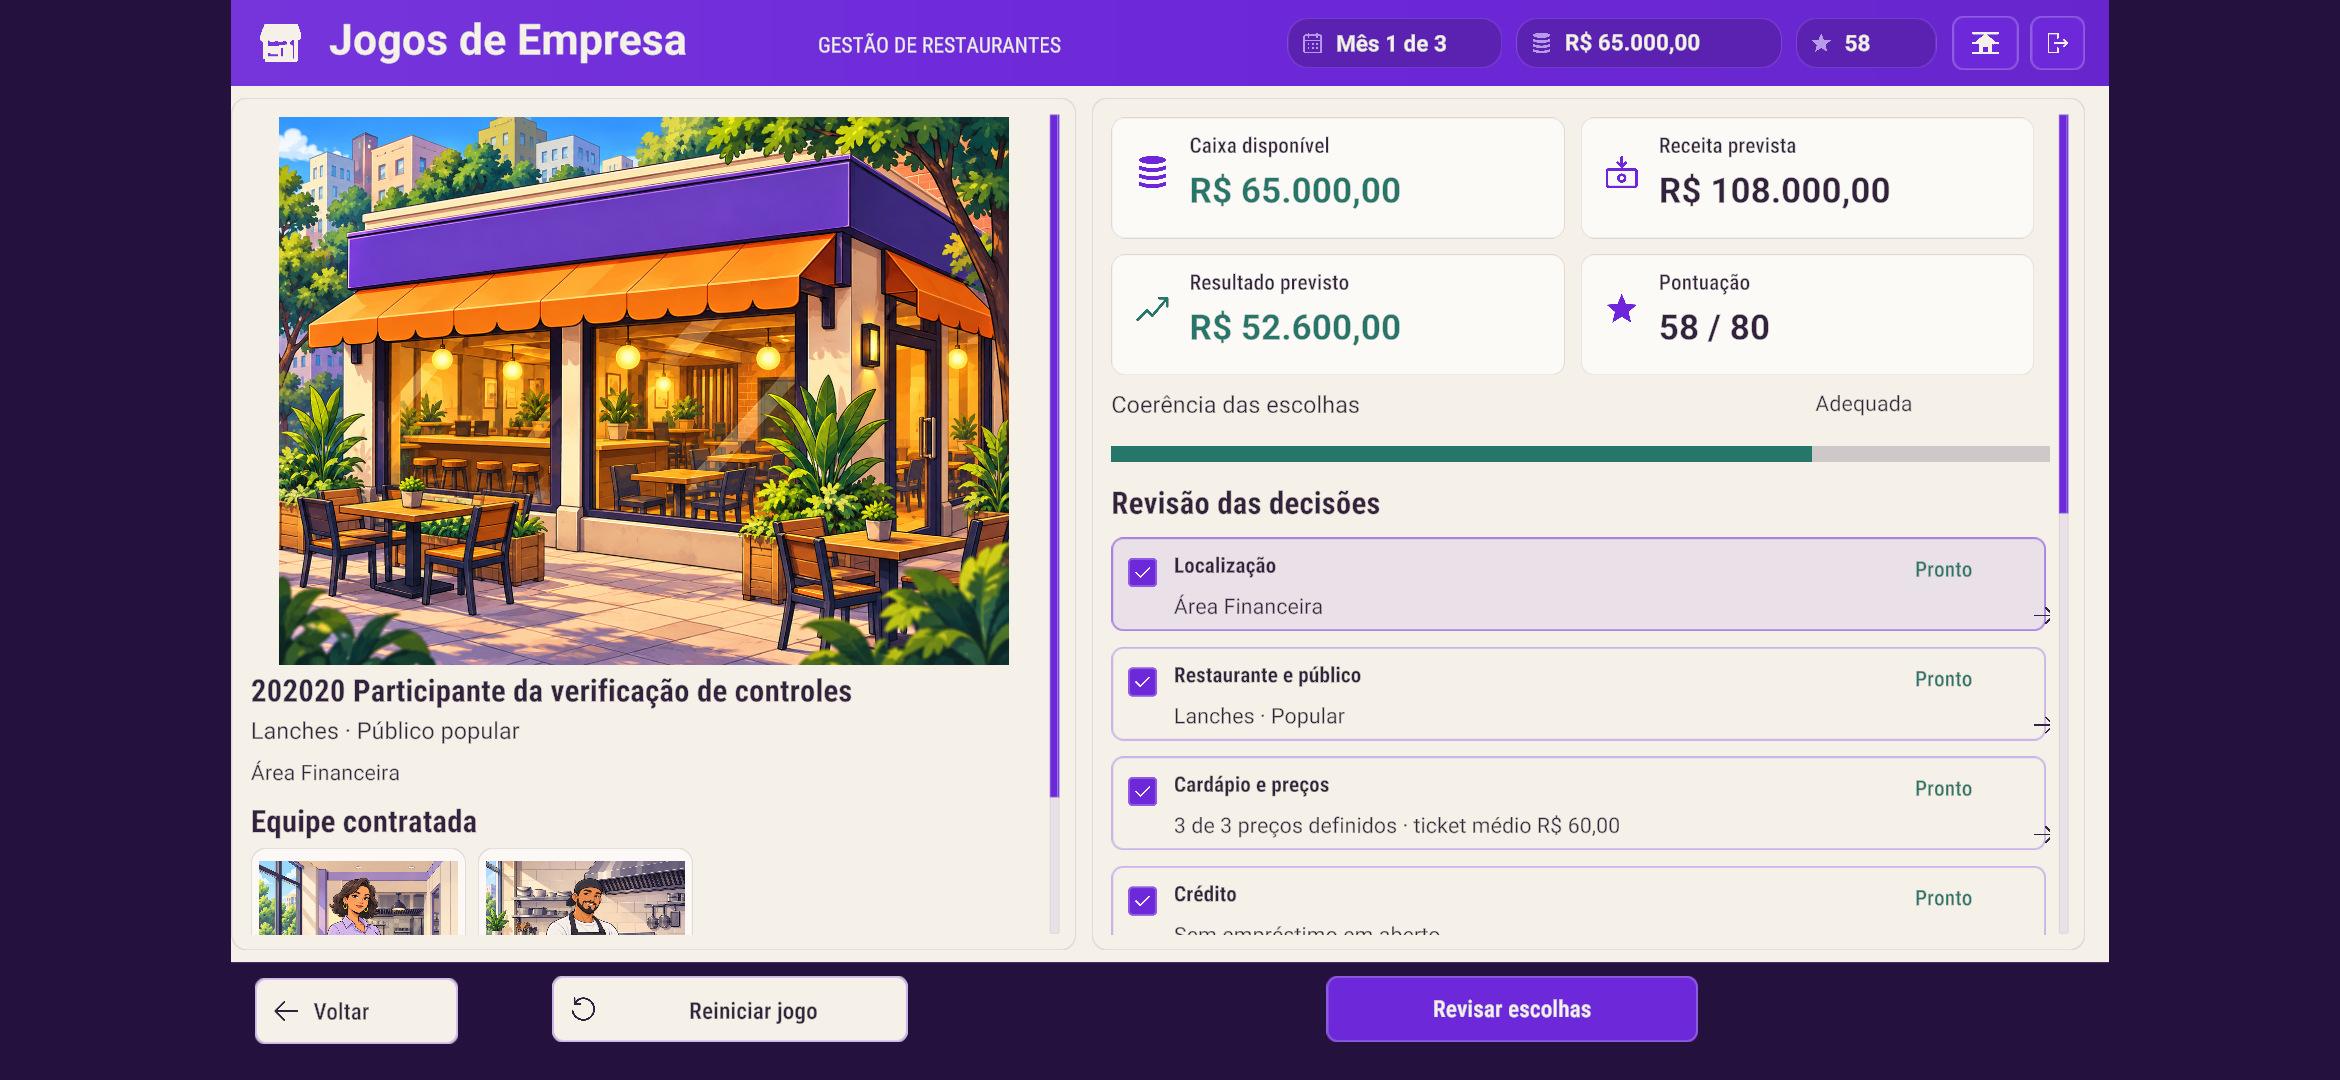 Jogos de Empresa
GESTÃO DE RESTAURANTES
Mês 1 de 3
R$ 65.000,00
58
202020 Participante da verificação de controles
Lanches · Público popular
Área Financeira
Equipe contratada
Caixa disponível
R$ 65.000,00
Receita prevista
R$ 108.000,00
Resultado previsto
R$ 52.600,00
Pontuação
58 / 80
Coerência das escolhas
Adequada
Revisão das decisões
Localização
Pronto
Área Financeira
Restaurante e público
Pronto
Lanches · Popular
Cardápio e preços
Pronto
3 de 3 preços definidos · ticket médio R$ 60,00
Crédito
Pronto
Sem empréstimo em aberto
Voltar
Reiniciar jogo
Revisar escolhas